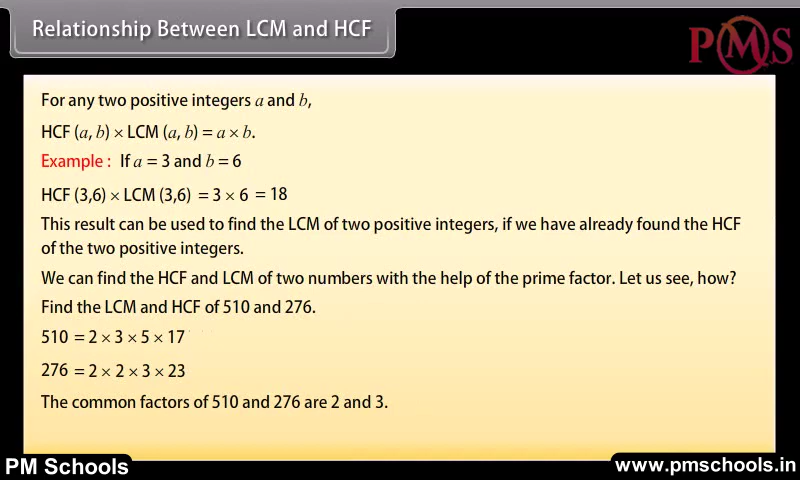 Relationship Between LCM and HCF
PMS
For any two positive integers a and b,
HCF (a, b) × LCM (a, b) = a × b.
Example : If a = 3 and b = 6
HCF (3,6) × LCM (3,6) = 3 × 6 = 18
This result can be used to find the LCM of two positive integers, if we have already found the HCF
of the two positive integers.
We can find the HCF and LCM of two numbers with the help of the prime factor. Let us see, how?
Find the LCM and HCF of 510 and 276.
510 = 2 × 3 × 5 × 17
276 = 2 × 2 × 3 × 23
The common factors of 510 and 276 are 2 and 3.
PM Schools
www.pmschools.in